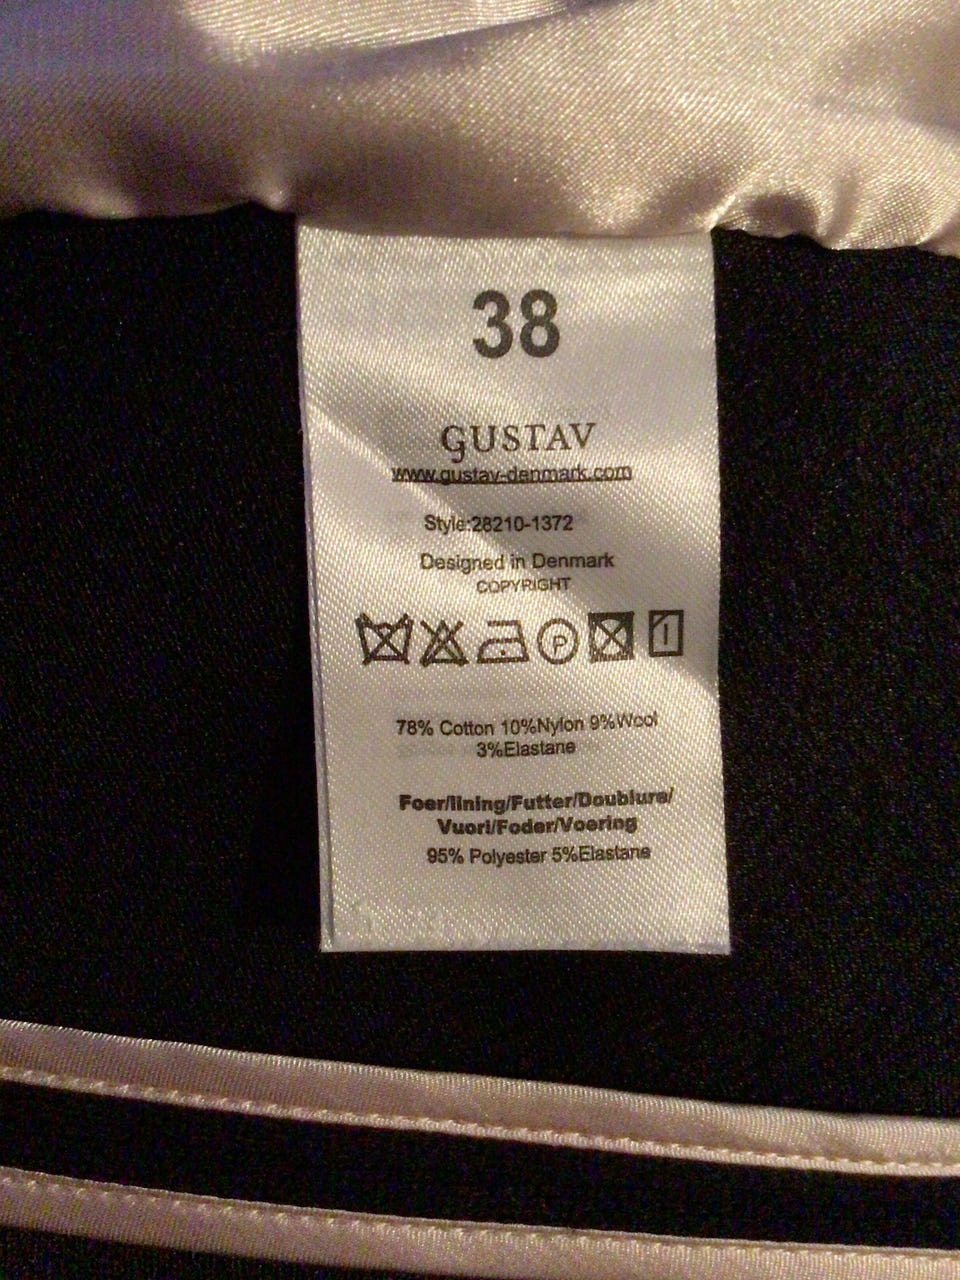 38
GUSTAV
www.gustav-denmark.com
Style:28210-1372
Designed in Denmark
COPYRIGHT
P
78% Cotton 10%Nylon 9%Wool
3%Elastane
Foer/lining/Futter/Doublure/
Vuori/Foder/Voering
95% Polyester 5%Elastane